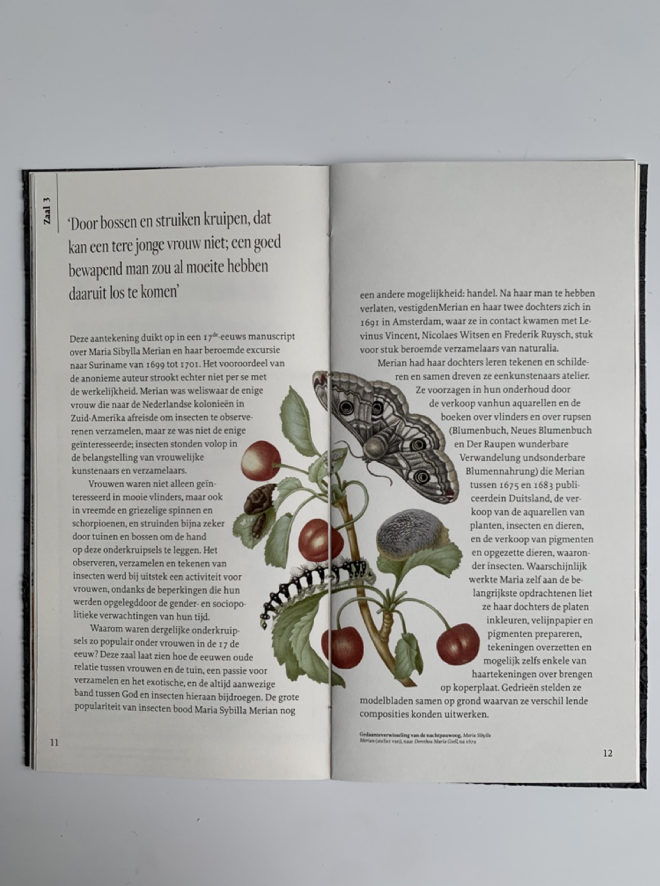 Zaal 3
‘Door bossen en struiken kruipen, dat
kan een tere jonge vrouw niet; een goed
bewapend man zou al moeite hebben
daaruit los te komen’
Deze aantekening duikt op in een 17de-eeuws manuscript
over Maria Sibylla Merian en haar beroemde excursie
naar Suriname van 1699 tot 1701. Het vooroordeel van
de anonieme auteur strookt echter niet per se met
de werkelijkheid. Merian was weliswaar de enige
vrouw die naar de Nederlandse kolonieën in
Zuid-Amerika afreisde om insecten te observe-
renen verzamelen, maar ze was niet de enige
geïnteresseerde; insecten stonden volop in
de belangstelling van vrouwelijke
kunstenaars en verzamelaars.
Vrouwen waren niet alleen geïn-
teresseerd in mooie vlinders, maar ook
in vreemde en griezelige spinnen en
schorpioenen, en struinden bijna zeker
door tuinen en bossen om de hand
op deze onderkruipsels te leggen. Het
observeren, verzamelen en tekenen van
insecten werd bij uitstek een activiteit voor
vrouwen, ondanks de beperkingen die hun
werden opgelegddoor de gender- en sociopo-
litieke verwachtingen van hun tijd.
Waarom waren dergelijke onderkruip-
sels zo populair onder vrouwen in de 17 de
eeuw? Deze zaal laat zien hoe de eeuwen oude
relatie tussen vrouwen en de tuin, een passie voor
verzamelen en het exotische, en de altijd aanwezige
band tussen God en insecten hieraan bijdroegen. De grote
populariteit van insecten bood Maria Sybilla Merian nog
11
een andere mogelijkheid: handel. Na haar man te hebben
verlaten, vestigdenMerian en haar twee dochters zich in
1691 in Amsterdam, waar ze in contact kwamen met Le-
vinus Vincent, Nicolaes Witsen en Frederik Ruysch, stuk
voor stuk beroemde verzamelaars van naturalia.
Merian had haar dochters leren tekenen en schilde-
ren en samen dreven ze eenkunstenaars atelier.
Ze voorzagen in hun onderhoud door
de verkoop vanhun aquarellen en de
boeken over vlinders en over rupsen
(Blumenbuch, Neues Blumenbuch
en Der Raupen wunderbare
Verwandelung undsonderbare
Blumennahrung) die Merian
tussen 1675 en 1683 publi-
ceerdein Duitsland, de ver-
koop van de aquarellen van
planten, insecten en dieren,
en de verkoop van pigmenten
en opgezette dieren, waaron-
der insecten. Waarschijnlijk
werkte Maria zelf aan de be-
langrijkste opdrachtenen liet
ze haar dochters de platen
inkleuren, velijnpapier en
pigmenten prepareren,
tekeningen overzetten en
mogelijk zelfs enkele van
haartekeningen over brengen
op koperplaat. Gedrieën stelden ze
modelbladen samen op grond waarvan ze verschil lende
composities konden uitwerken.
Gedaanteverwisseling van de nachtpauwoog, Maria Sibylla
Merian (atelier van), naar Dorothea Maria Graff, na 1679
12